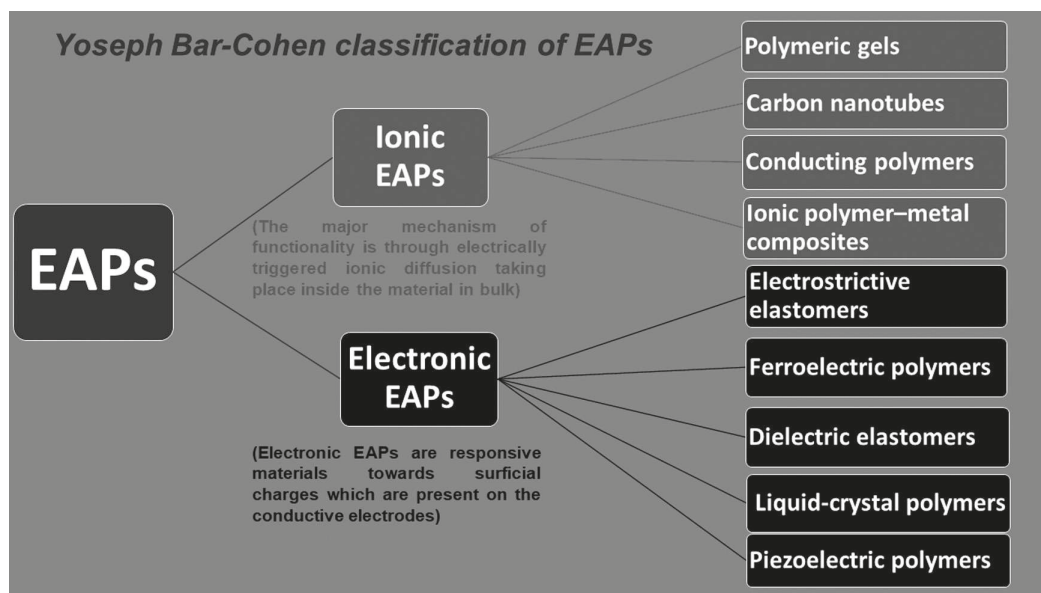 Yoseph Bar-Cohen classification of EAPs
EAPs
Ionic
EAPs
(The major mechanism of
functionality is through electrically
triggered ionic diffusion taking
place inside the material in bulk)
Polymeric gels
Carbon nanotubes
Conducting polymers
Ionic polymer–metal
composites
Electronic
EAPs
(Electronic EAPs are responsive
materials towards surficial
charges which are present on the
conductive electrodes)
Electrostrictive
elastomers
Ferroelectric polymers
Dielectric elastomers
Liquid-crystal polymers
Piezoelectric polymers